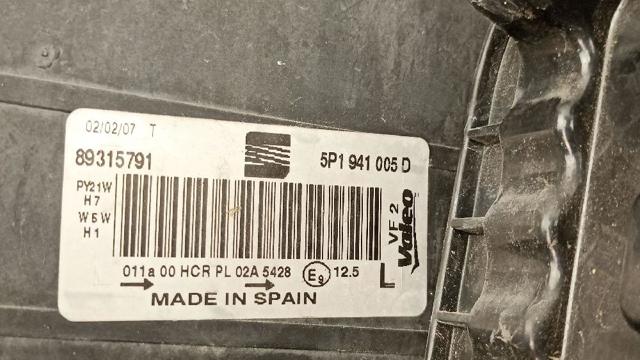 02/02/07 T
89315791 5P1 941 005 D
PY21W
H7
W5W
H1
VF 2
Valeo
L
011a 00 HCR PL 02A 5428 E9 12.5
MADE IN SPAIN